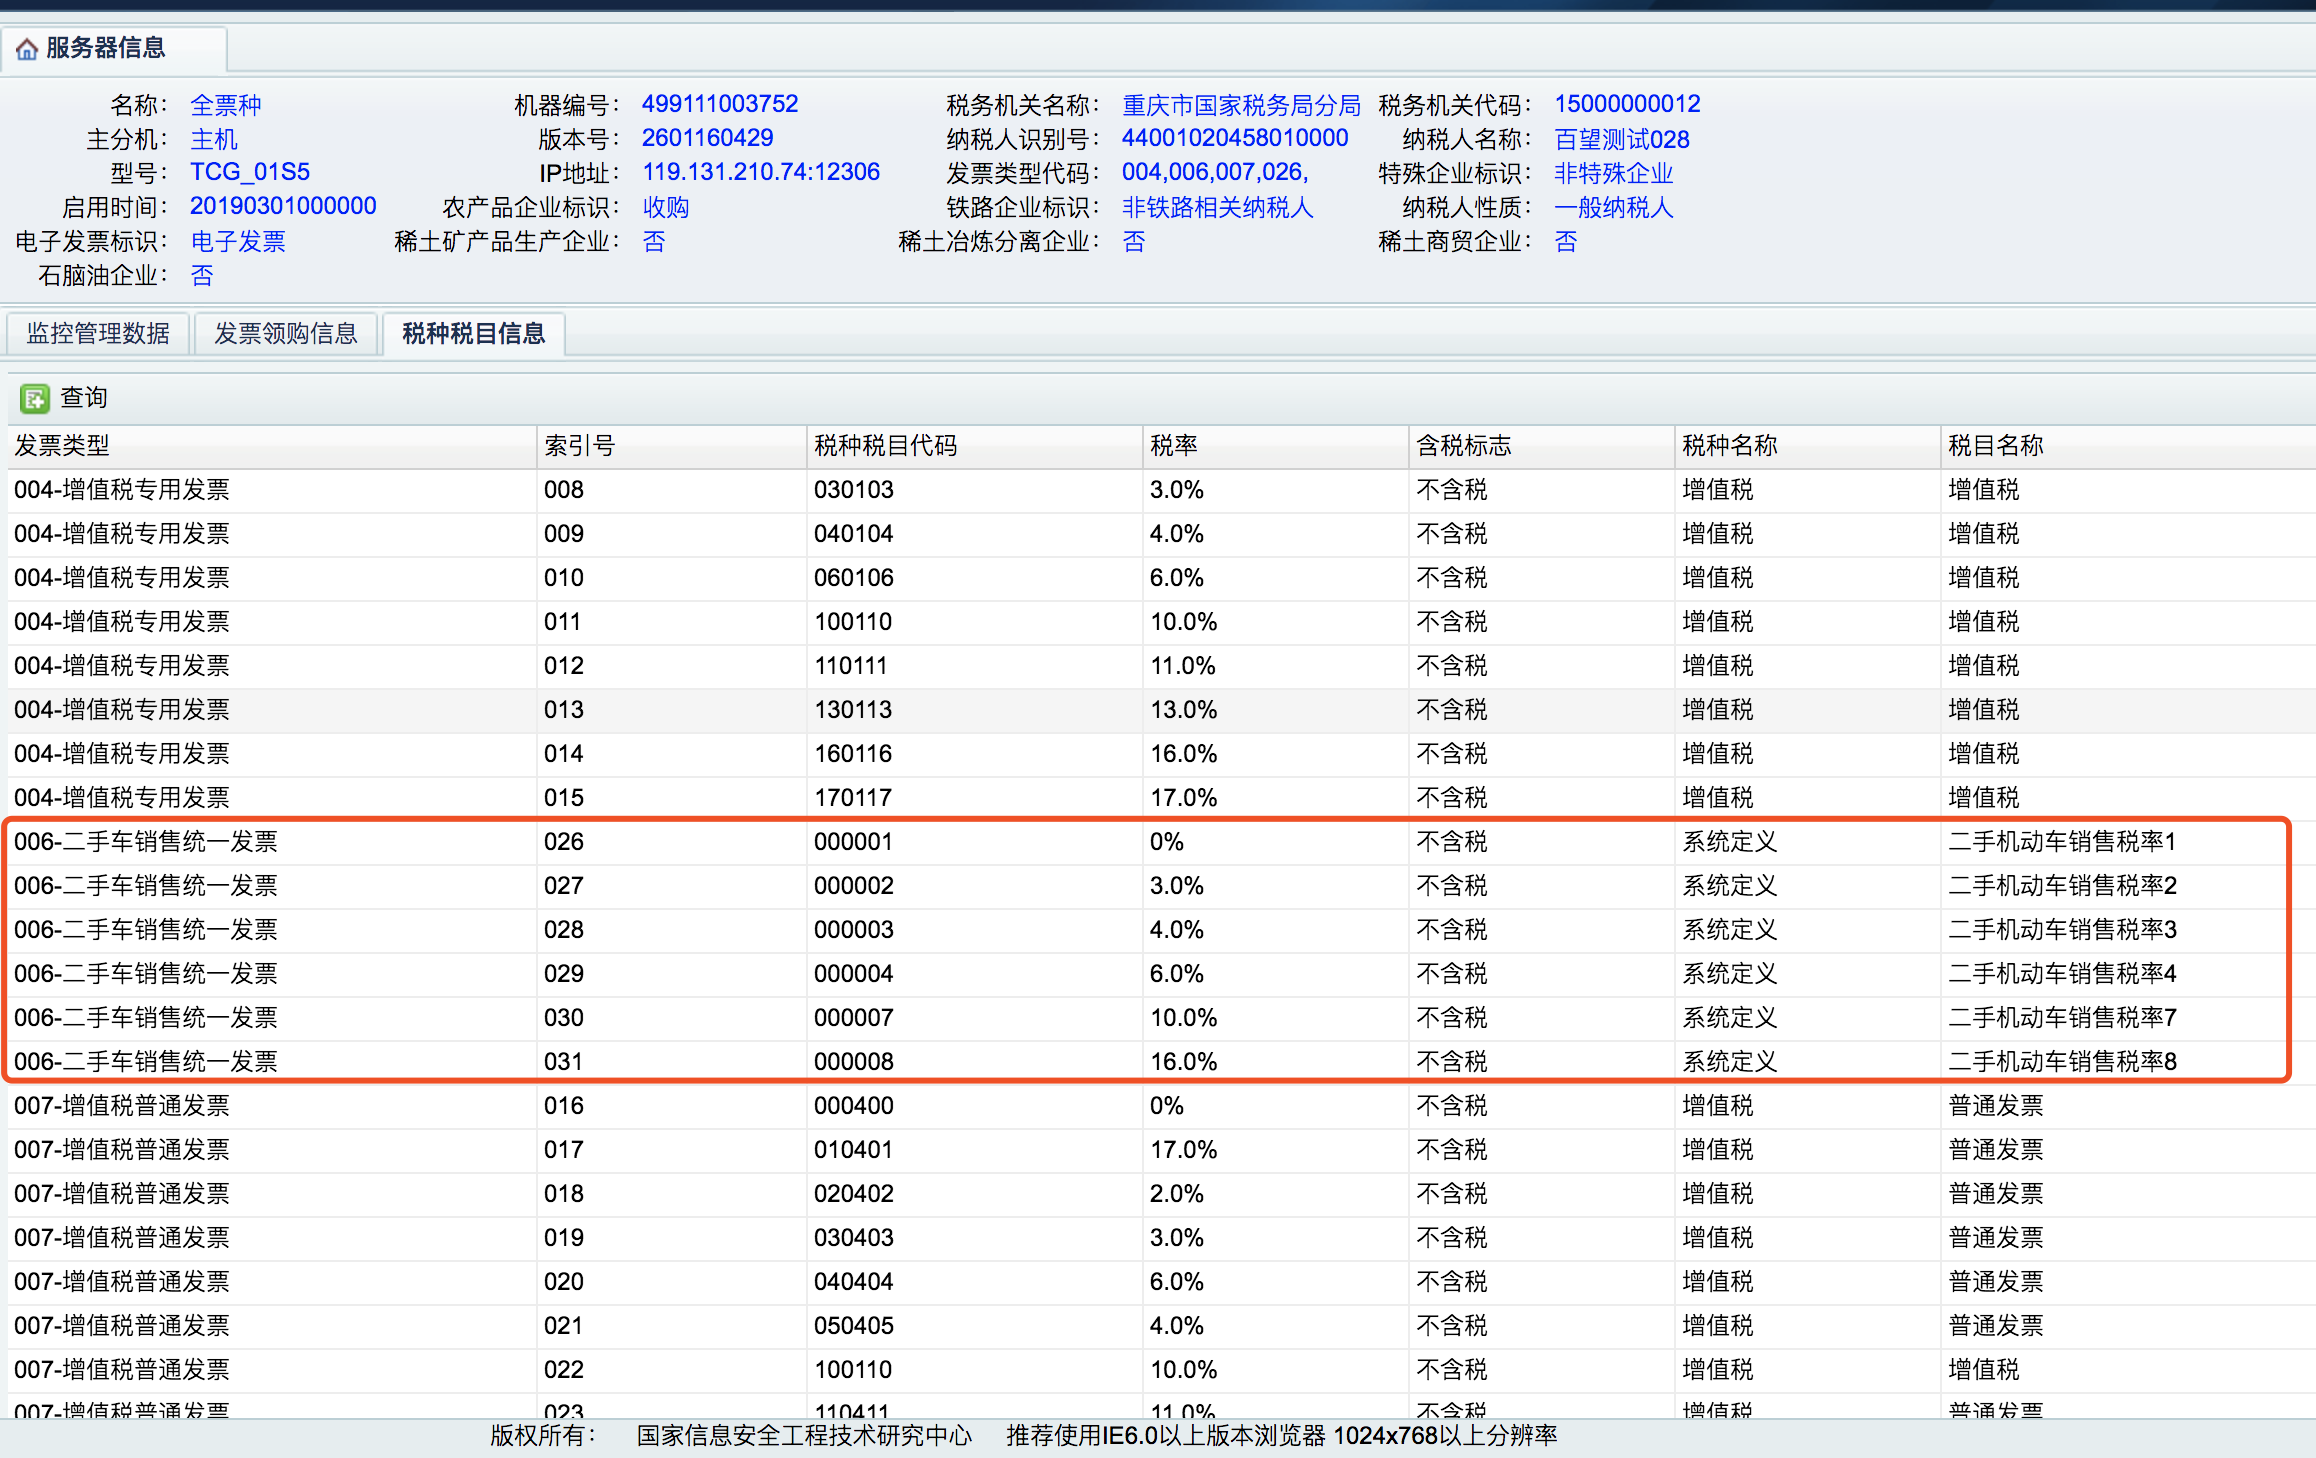 服务器信息
名称： 全票种 机器编号： 499111003752 税务机关名称： 重庆市国家税务局分局 税务机关代码： 15000000012
主分机： 主机 版本号： 2601160429 纳税人识别号： 44001020458010000 纳税人名称： 百望测试028
型号： TCG_01S5 IP地址： 119.131.210.74:12306 发票类型代码： 004,006,007,026, 特殊企业标识： 非特殊企业
启用时间： 20190301000000 农产品企业标识： 收购 铁路企业标识： 非铁路相关纳税人 纳税人性质： 一般纳税人
电子发票标识： 电子发票 稀土矿产品生产企业： 否 稀土冶炼分离企业： 否 稀土商贸企业： 否
石脑油企业： 否
监控管理数据 发票领购信息 税种税目信息
查询
发票类型 索引号 税种税目代码 税率 含税标志 税种名称 税目名称
004-增值税专用发票 008 030103 3.0% 不含税 增值税 增值税
004-增值税专用发票 009 040104 4.0% 不含税 增值税 增值税
004-增值税专用发票 010 060106 6.0% 不含税 增值税 增值税
004-增值税专用发票 011 100110 10.0% 不含税 增值税 增值税
004-增值税专用发票 012 110111 11.0% 不含税 增值税 增值税
004-增值税专用发票 013 130113 13.0% 不含税 增值税 增值税
004-增值税专用发票 014 160116 16.0% 不含税 增值税 增值税
004-增值税专用发票 015 170117 17.0% 不含税 增值税 增值税
006-二手车销售统一发票 026 000001 0% 不含税 系统定义 二手机动车销售税率1
006-二手车销售统一发票 027 000002 3.0% 不含税 系统定义 二手机动车销售税率2
006-二手车销售统一发票 028 000003 4.0% 不含税 系统定义 二手机动车销售税率3
006-二手车销售统一发票 029 000004 6.0% 不含税 系统定义 二手机动车销售税率4
006-二手车销售统一发票 030 000007 10.0% 不含税 系统定义 二手机动车销售税率7
006-二手车销售统一发票 031 000008 16.0% 不含税 系统定义 二手机动车销售税率8
007-增值税普通发票 016 000400 0% 不含税 增值税 普通发票
007-增值税普通发票 017 010401 17.0% 不含税 增值税 普通发票
007-增值税普通发票 018 020402 2.0% 不含税 增值税 普通发票
007-增值税普通发票 019 030403 3.0% 不含税 增值税 普通发票
007-增值税普通发票 020 040404 6.0% 不含税 增值税 普通发票
007-增值税普通发票 021 050405 4.0% 不含税 增值税 普通发票
007-增值税普通发票 022 100110 10.0% 不含税 增值税 增值税
007-增值税普通发票 023 110411 11.0% 不含税 增值税 普通发票
版权所有： 国家信息安全工程技术研究中心 推荐使用IE6.0以上版本浏览器 1024x768以上分辨率